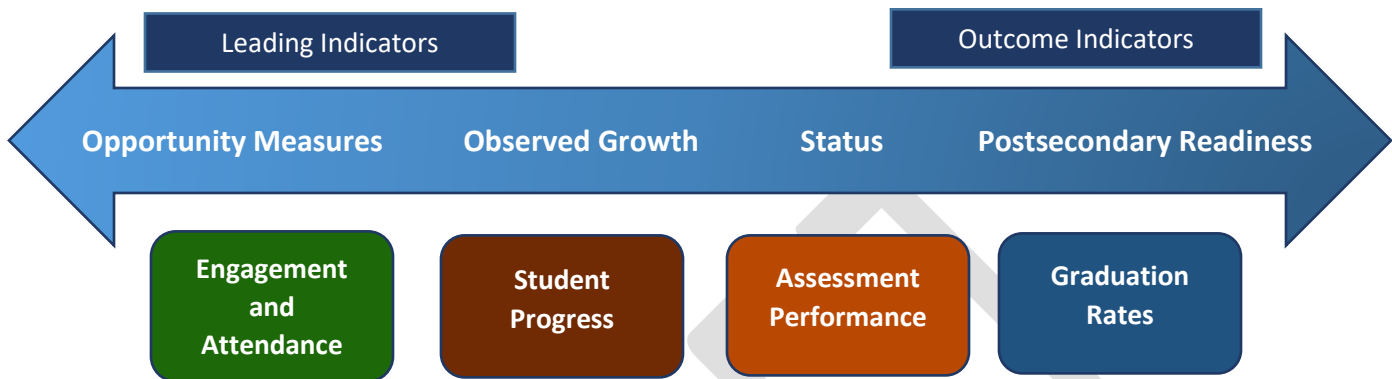 Leading Indicators
Outcome Indicators
Opportunity Measures
Observed Growth
Status
Postsecondary Readiness
Engagement
and
Attendance
Student
Progress
Assessment
Performance
Graduation
Rates